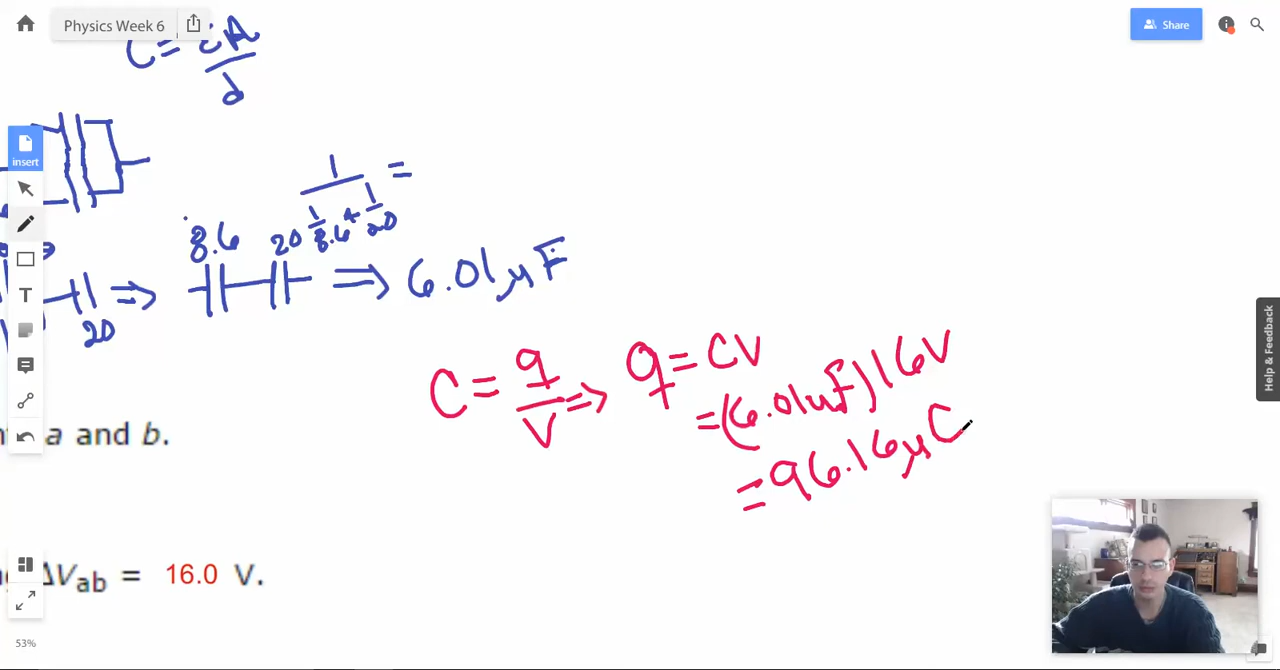 Physics Week 6
Share
C = εA/d
insert
1/(1/8.6 + 1/20) =
8.6 20
⇒ 6.01μF
20 ⇒
C = q/V ⇒ q = CV
= (6.01μF)16V
= 96.16μC
a and b.
ΔVab = 16.0 V.
T
53%
Help & Feedback